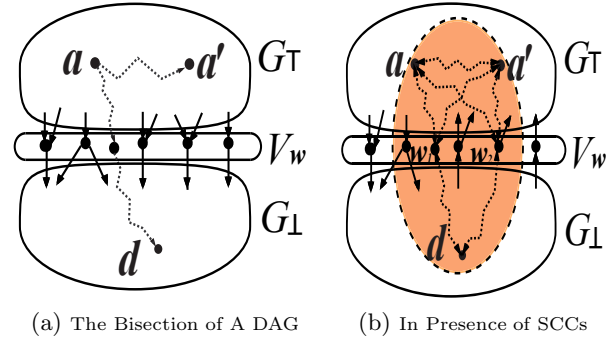 a a' G⊤
V_w
d G⊥
(a) The Bisection of A DAG
a a' G⊤
w w V_w
d G⊥
(b) In Presence of SCCs